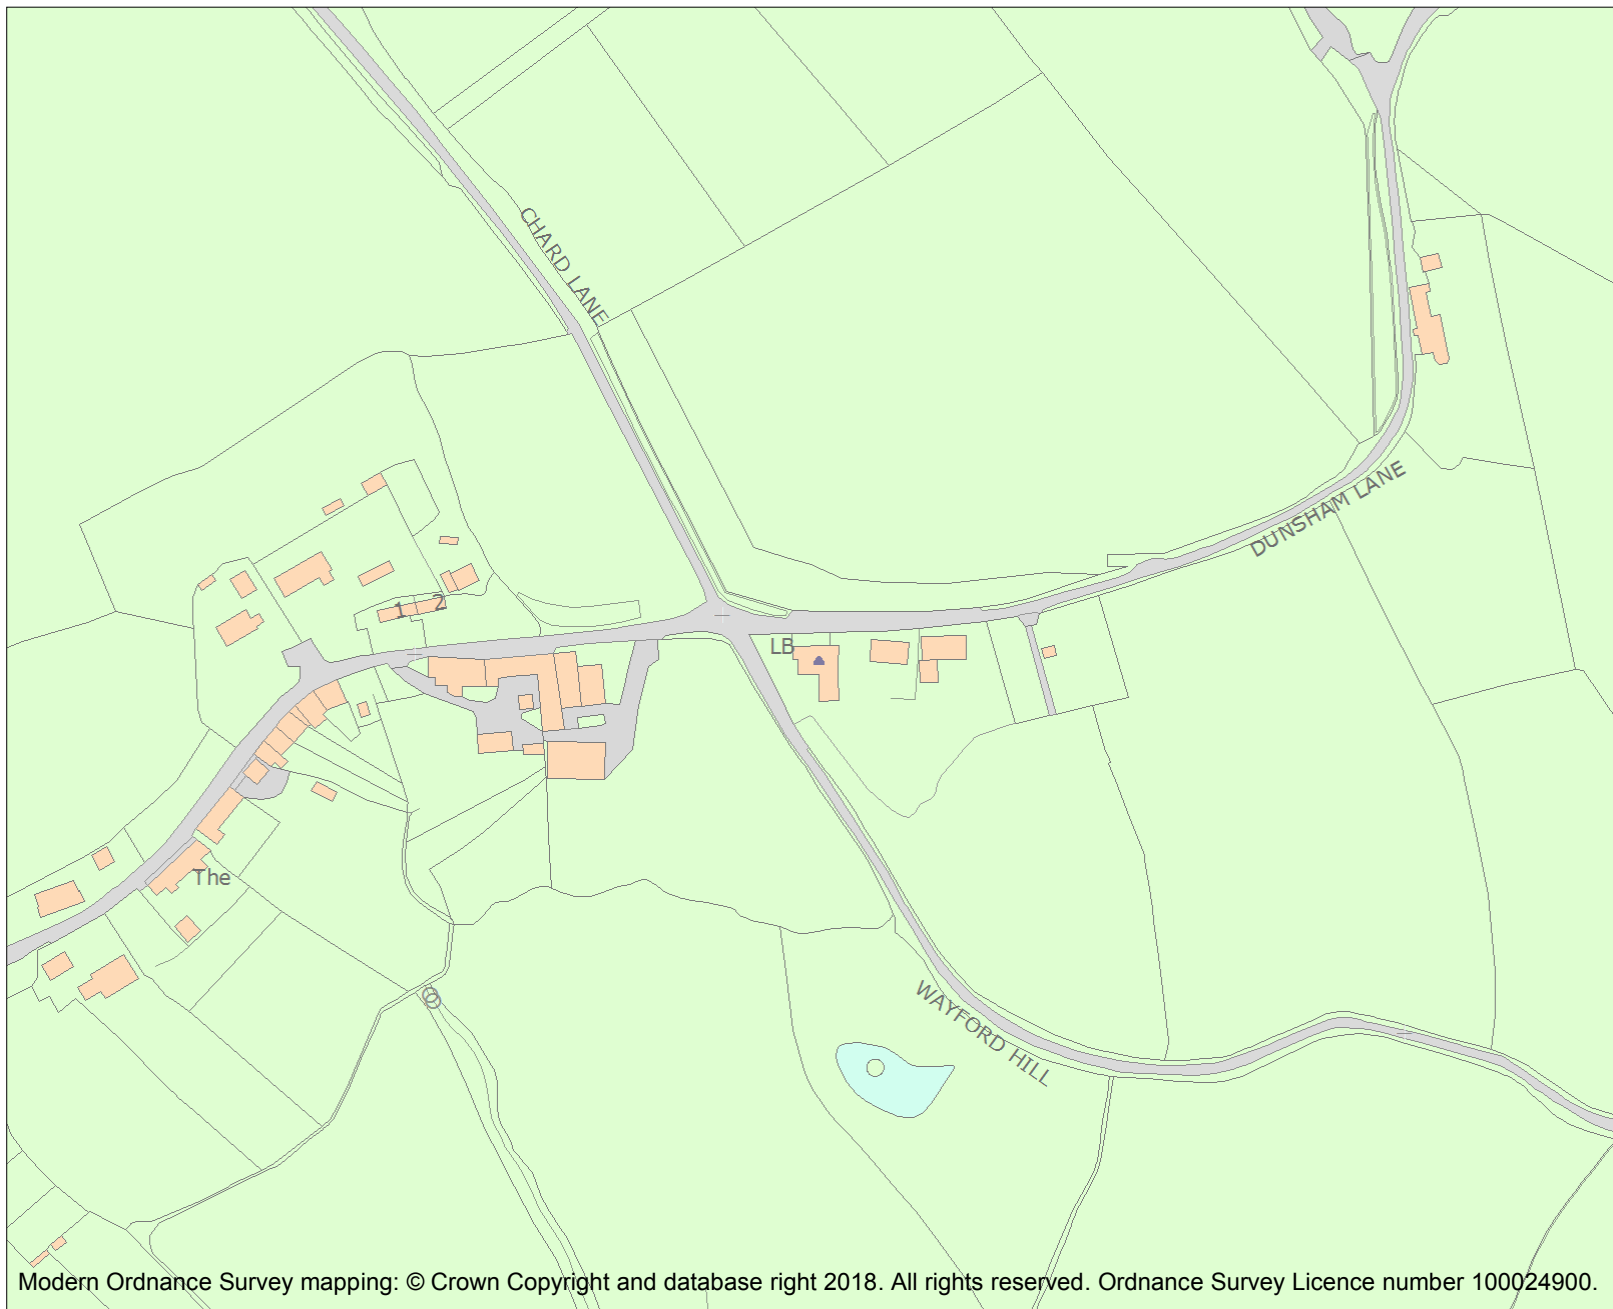 CHARD LANE
DUNSHAM LANE
1
2
LB
The
WAYFORD HILL
Modern Ordnance Survey mapping: © Crown Copyright and database right 2018. All rights reserved. Ordnance Survey Licence number 100024900.